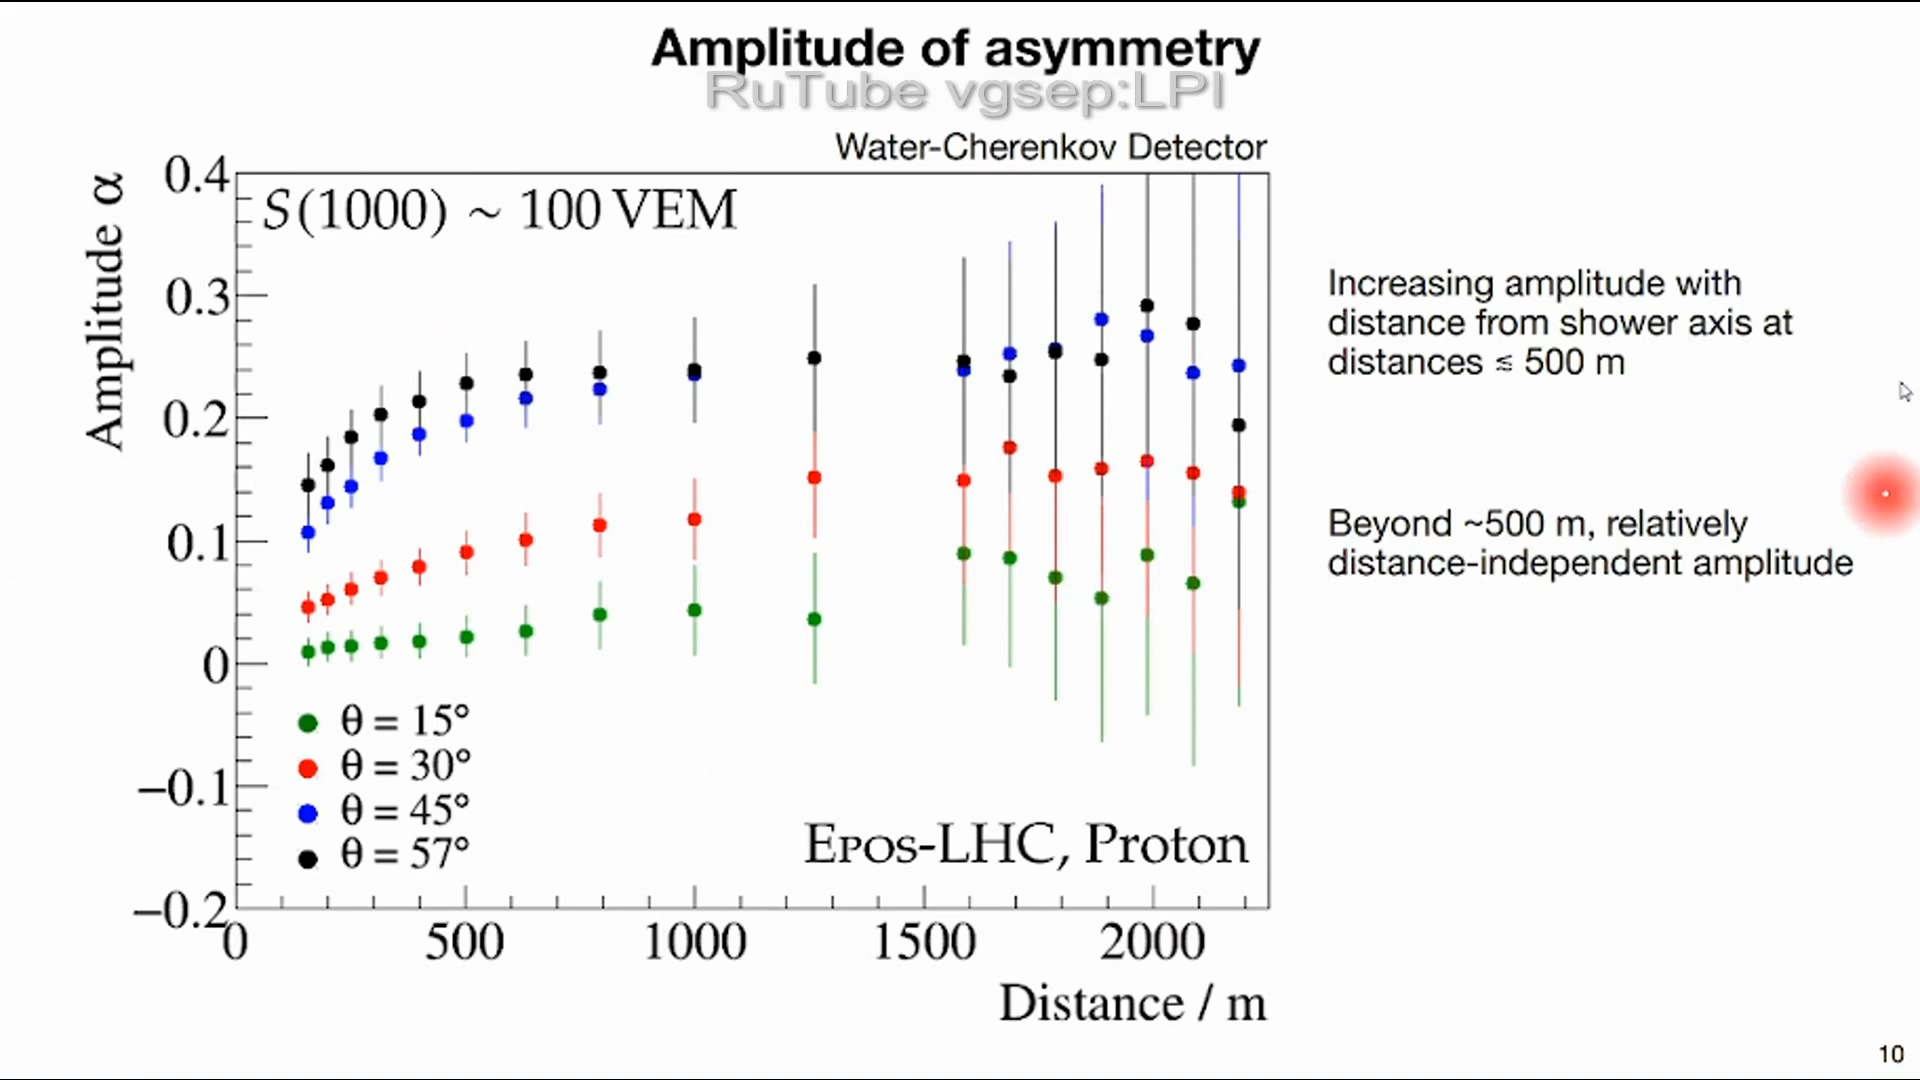 Amplitude of asymmetry
RuTube vgsep:LPI
Water-Cherenkov Detector
Amplitude α
0.4
0.3
0.2
0.1
0
−0.1
−0.2
S(1000) ~ 100 VEM
θ = 15°
θ = 30°
θ = 45°
θ = 57°
Epos-LHC, Proton
0 500 1000 1500 2000
Distance / m
Increasing amplitude with
distance from shower axis at
distances ≲ 500 m
Beyond ~500 m, relatively
distance-independent amplitude
10